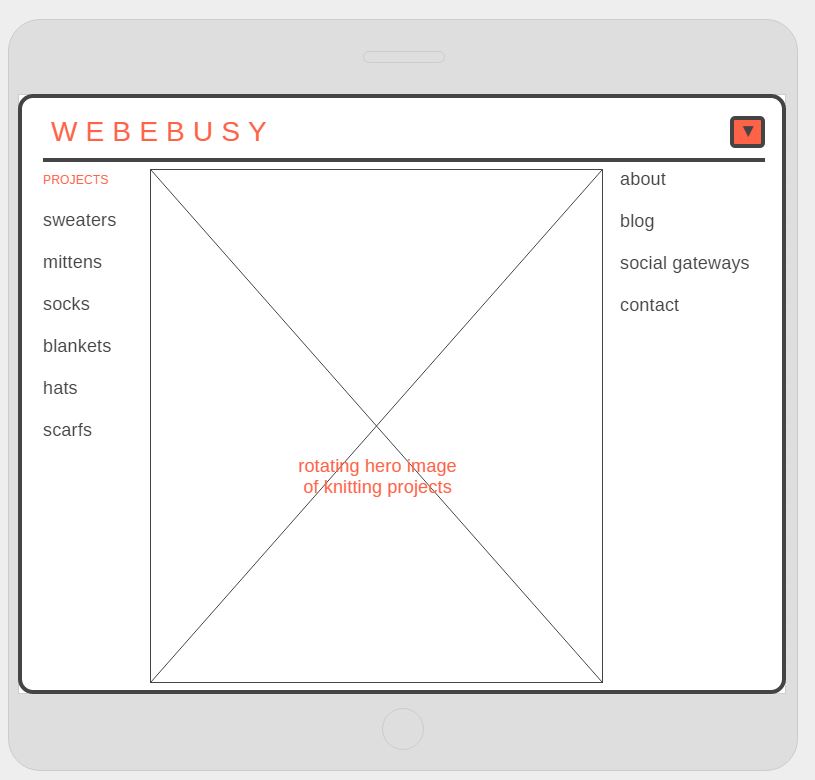 WEBEBUSY
▼
PROJECTS
sweaters
mittens
socks
blankets
hats
scarfs
rotating hero image
of knitting projects
about
blog
social gateways
contact